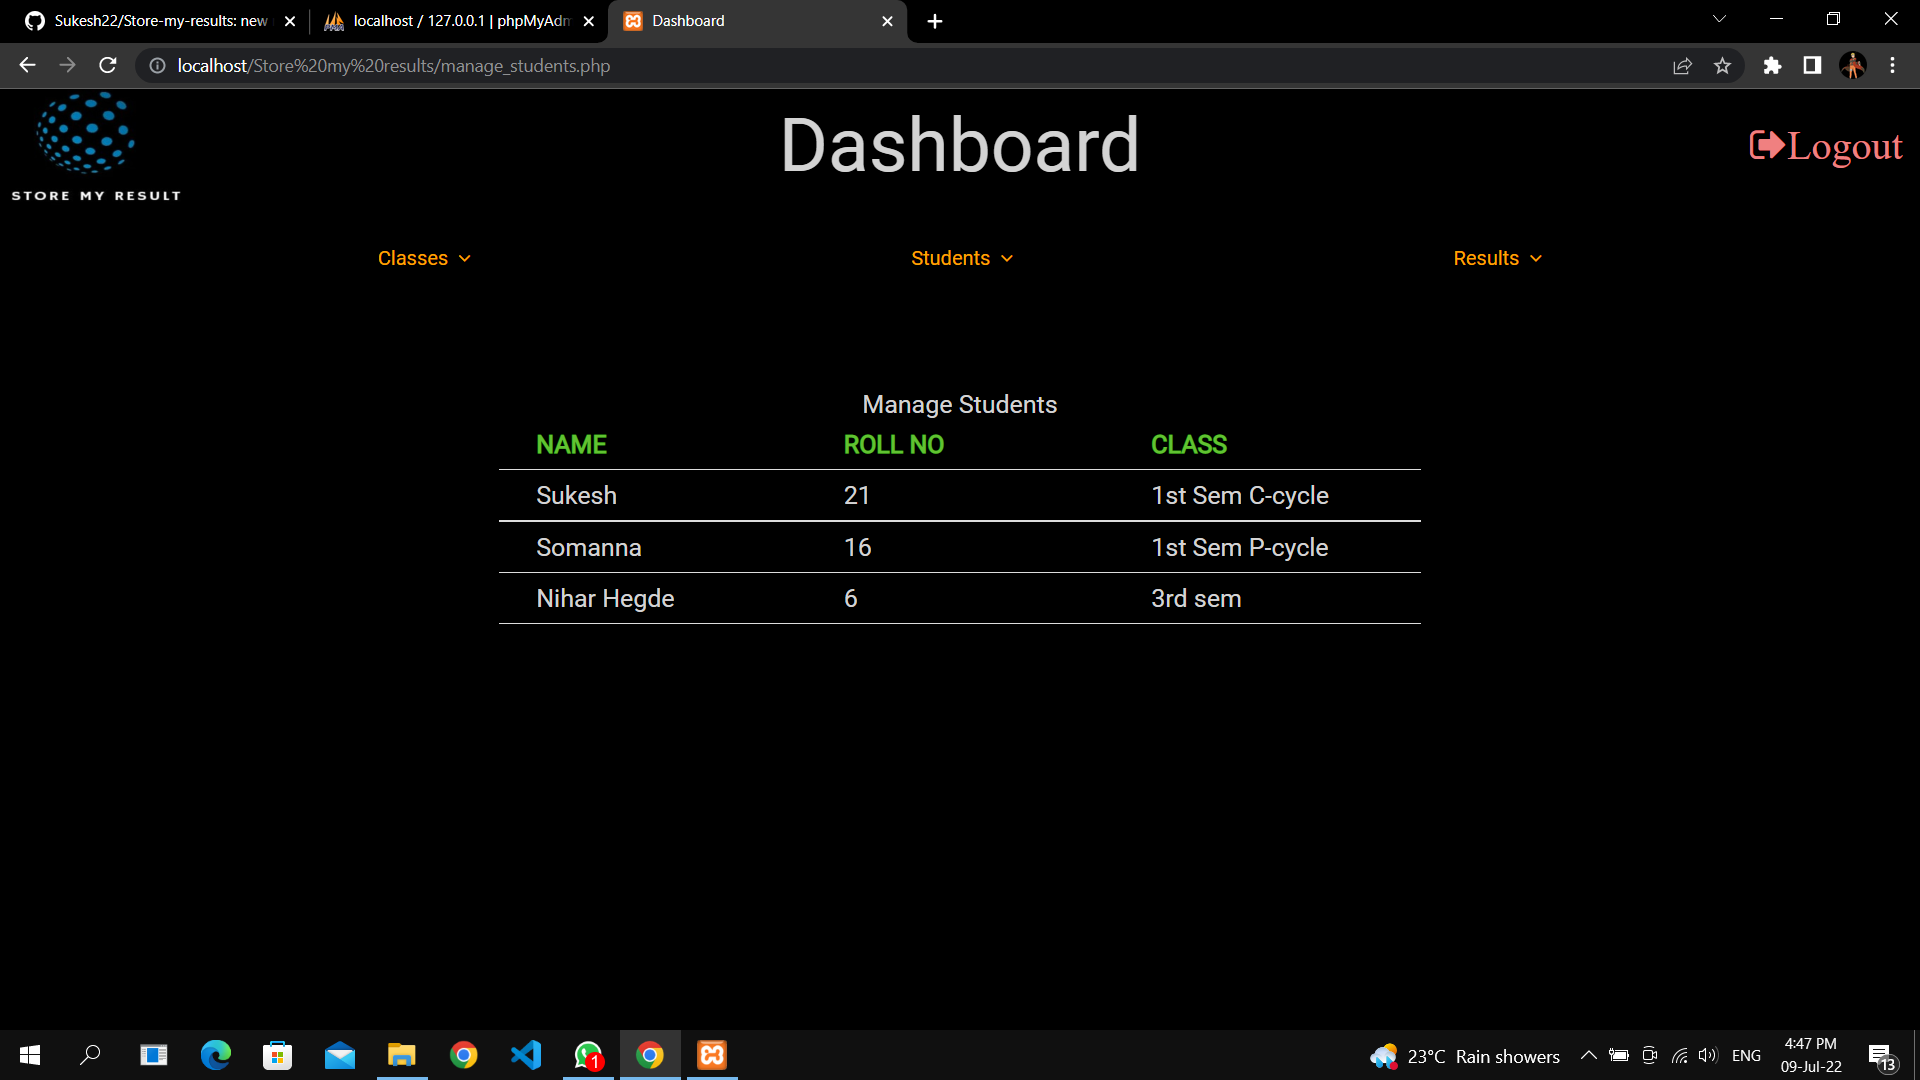 Sukesh22/Store-my-results: new
localhost / 127.0.0.1 | phpMyAdm
Dashboard
localhost/Store%20my%20results/manage_students.php
STORE MY RESULT
Dashboard
Logout
Classes
Students
Results
Manage Students
NAME ROLL NO CLASS
Sukesh 21 1st Sem C-cycle
Somanna 16 1st Sem P-cycle
Nihar Hegde 6 3rd sem
1
23°C Rain showers
ENG
4:47 PM
09-Jul-22
13